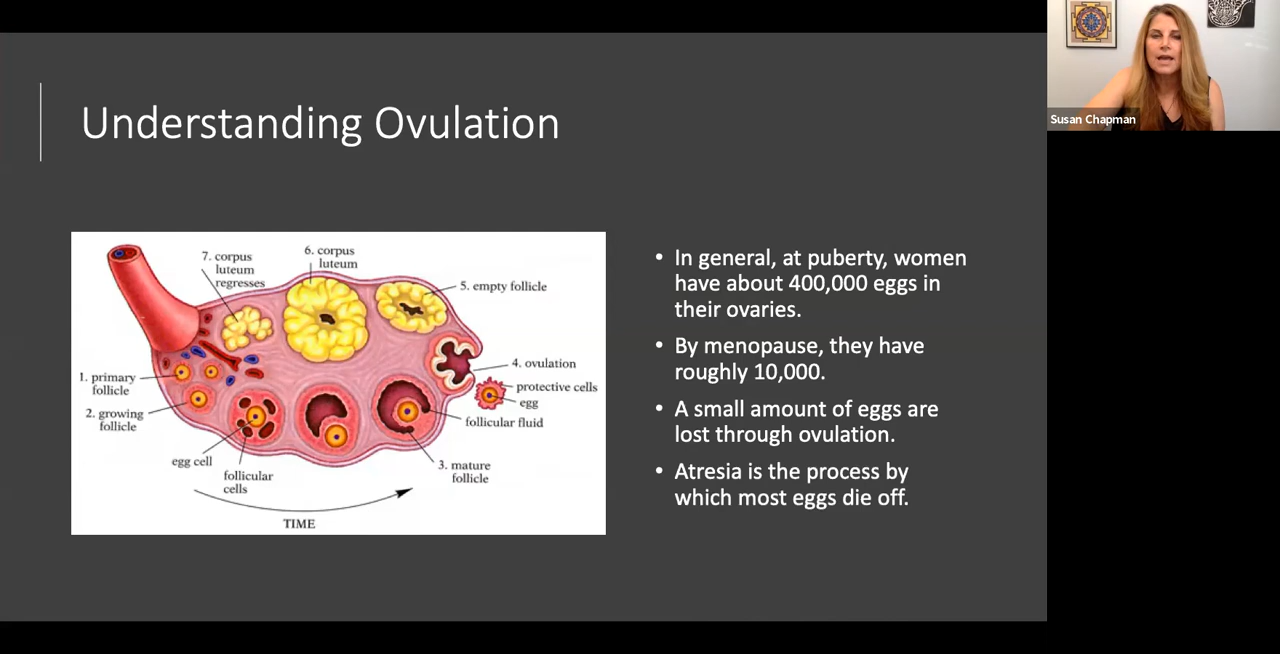 Understanding Ovulation
7. corpus
luteum
regresses
6. corpus
luteum
5. empty follicle
4. ovulation
protective cells
egg
follicular fluid
1. primary
follicle
2. growing
follicle
egg cell
follicular
cells
3. mature
follicle
TIME
• In general, at puberty, women
have about 400,000 eggs in
their ovaries.
• By menopause, they have
roughly 10,000.
• A small amount of eggs are
lost through ovulation.
• Atresia is the process by
which most eggs die off.
Susan Chapman